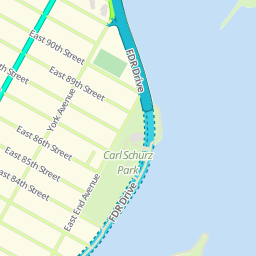 East 90th Street
FDR Drive
East 89th Street
York Avenue
East 86th Street
Carl Schurz
Park
East 85th Street
East 84th Street
East End Avenue
FDR Drive